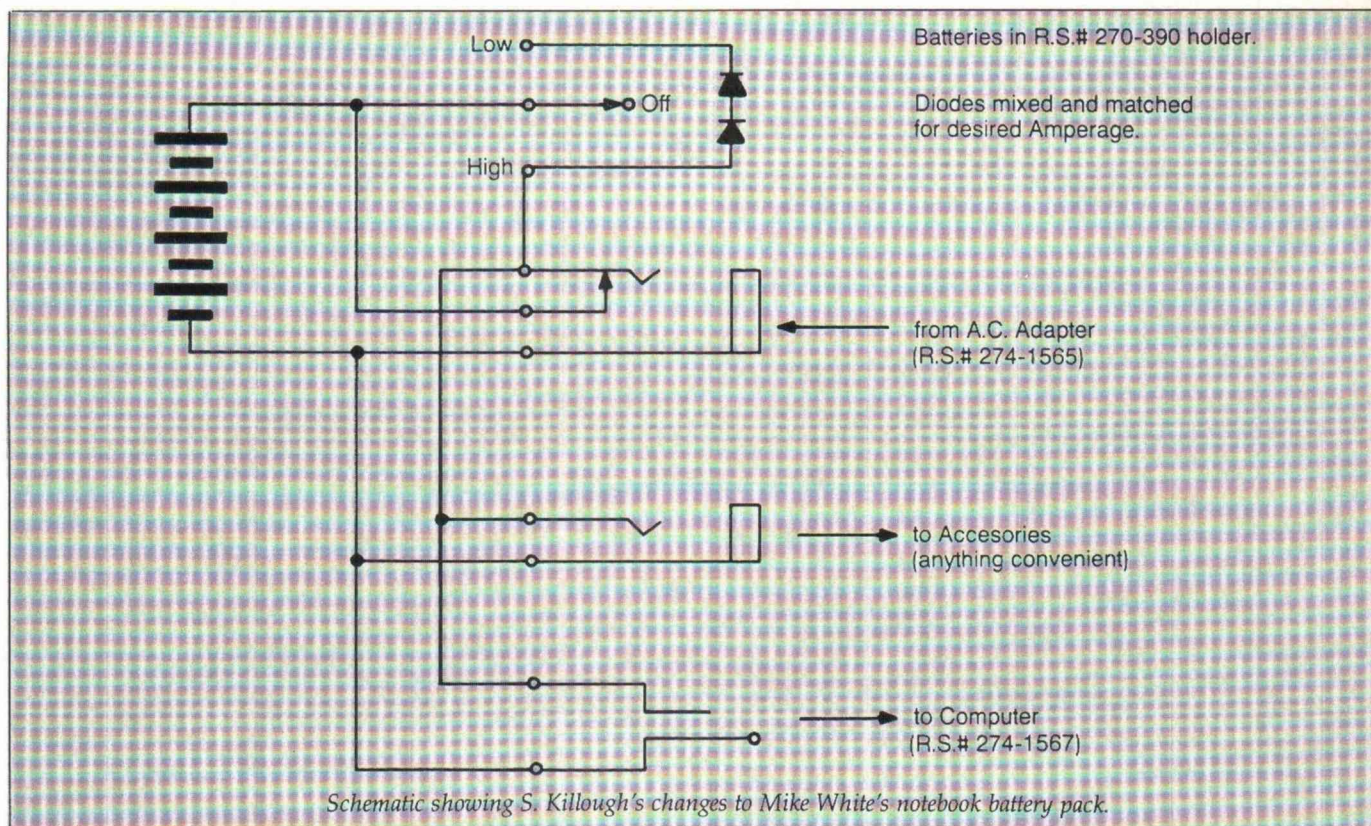 Low
Batteries in R.S.# 270-390 holder.
Off
Diodes mixed and matched
for desired Amperage.
High
from A.C. Adapter
(R.S.# 274-1565)
to Accesories
(anything convenient)
to Computer
(R.S.# 274-1567)
Schematic showing S. Killough's changes to Mike White's notebook battery pack.